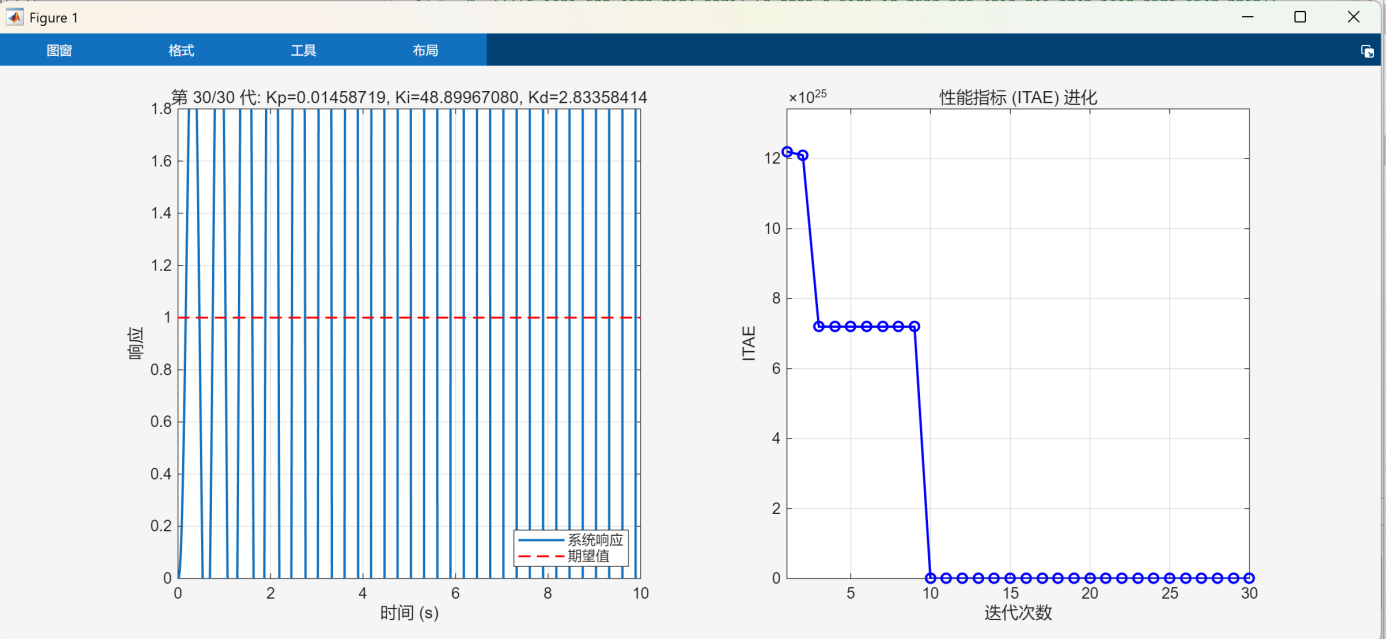 Figure 1
图窗 格式 工具 布局
第 30/30 代: Kp=0.01458719, Ki=48.89967080, Kd=2.83358414
1.8
1.6
1.4
1.2
1
0.8
0.6
0.4
0.2
0
响应
0 2 4 6 8 10
时间 (s)
系统响应
期望值
×10²⁵
性能指标 (ITAE) 进化
12
10
8
6
4
2
0
ITAE
5 10 15 20 25 30
迭代次数